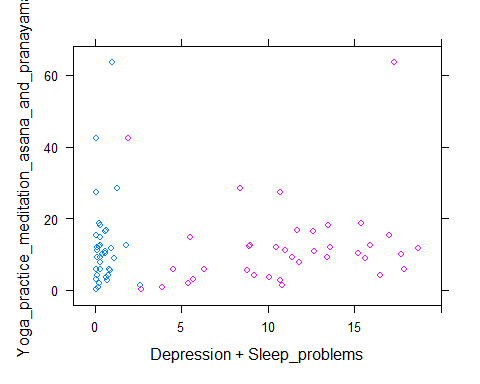 Yoga_practice_meditation_asana_and_pranayama
60
40
20
0
0 5 10 15
Depression + Sleep_problems